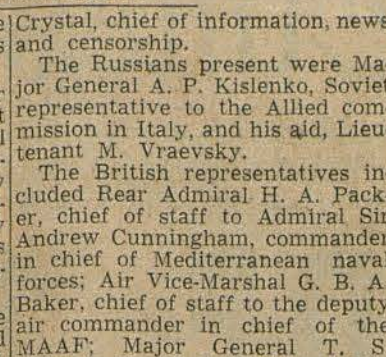 Crystal, chief of information, news
and censorship.
The Russians present were Ma-
jor General A. P. Kislenko, Soviet
representative to the Allied com-
mission in Italy, and his aid, Lieu-
tenant M. Vraevsky.
The British representatives in-
cluded Rear Admiral H. A. Pack-
er, chief of staff to Admiral Sir
Andrew Cunningham, commander
in chief of Mediterranean naval
forces; Air Vice-Marshal G. B. A.
Baker, chief of staff to the deputy
air commander in chief of the
MAAF; Major General T. S.